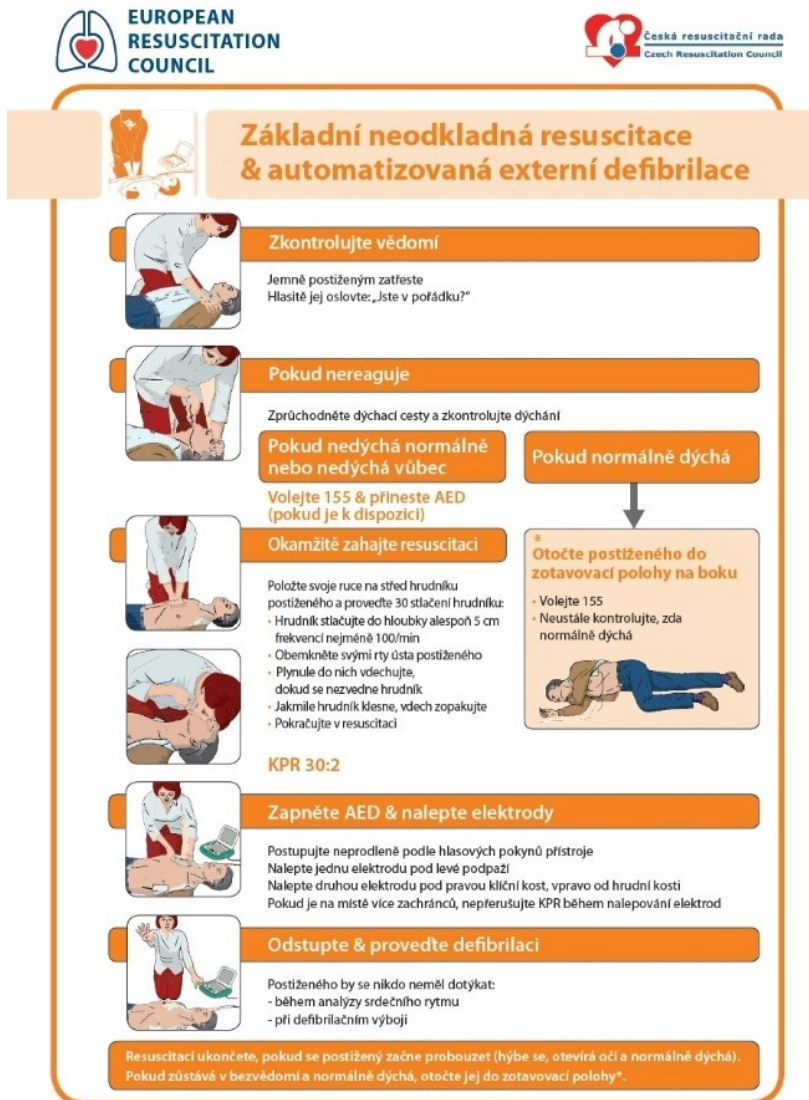 EUROPEAN
RESUSCITATION
COUNCIL
Česká resuscitační rada
Czech Resuscitation Council
Základní neodkladná resuscitace
& automatizovaná externí defibrilace
Zkontrolujte vědomí
Jemně postiženým zatřeste
Hlasitě jej oslovte: „Jste v pořádku?“
Pokud nereaguje
Zprůchodněte dýchací cesty a zkontrolujte dýchání
Pokud nedýchá normálně
nebo nedýchá vůbec
Volejte 155 & přineste AED
(pokud je k dispozici)
Okamžitě zahajte resuscitaci
Položte svoje ruce na střed hrudníku
postiženého a proveďte 30 stlačení hrudníku:
• Hrudník stlačujte do hloubky alespoň 5 cm
frekvencí nejméně 100/min
• Obemkněte svými rty ústa postiženého
• Plynule do nich vdechujte,
dokud se nezvedne hrudník
• Jakmile hrudník klesne, vdech zopakujte
• Pokračujte v resuscitaci
KPR 30:2
Pokud normálně dýchá
*
Otočte postiženého do
zotavovací polohy na boku
• Volejte 155
• Neustále kontrolujte, zda
normálně dýchá
Zapněte AED & nalepte elektrody
Postupujte neprodleně podle hlasových pokynů přístroje
Nalepte jednu elektrodu pod levé podpaží
Nalepte druhou elektrodu pod pravou klíční kost, vpravo od hrudní kosti
Pokud je na místě více zachránců, nepřerušujte KPR během nalepování elektrod
Odstupte & proveďte defibrilaci
Postiženého by se nikdo neměl dotýkat:
- během analýzy srdečního rytmu
- při defibrilačním výboji
Resuscitaci ukončete, pokud se postižený začne probouzet (hýbe se, otevírá oči a normálně dýchá).
Pokud zůstává v bezvědomí a normálně dýchá, otočte jej do zotavovací polohy*.